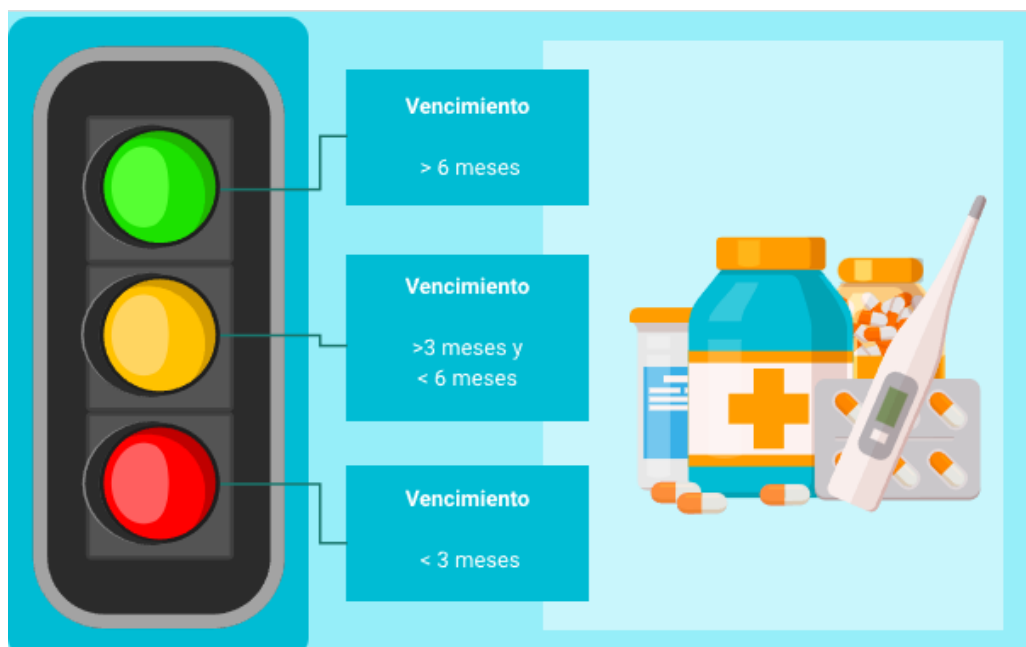 Vencimiento
> 6 meses
Vencimiento
>3 meses y
< 6 meses
Vencimiento
< 3 meses